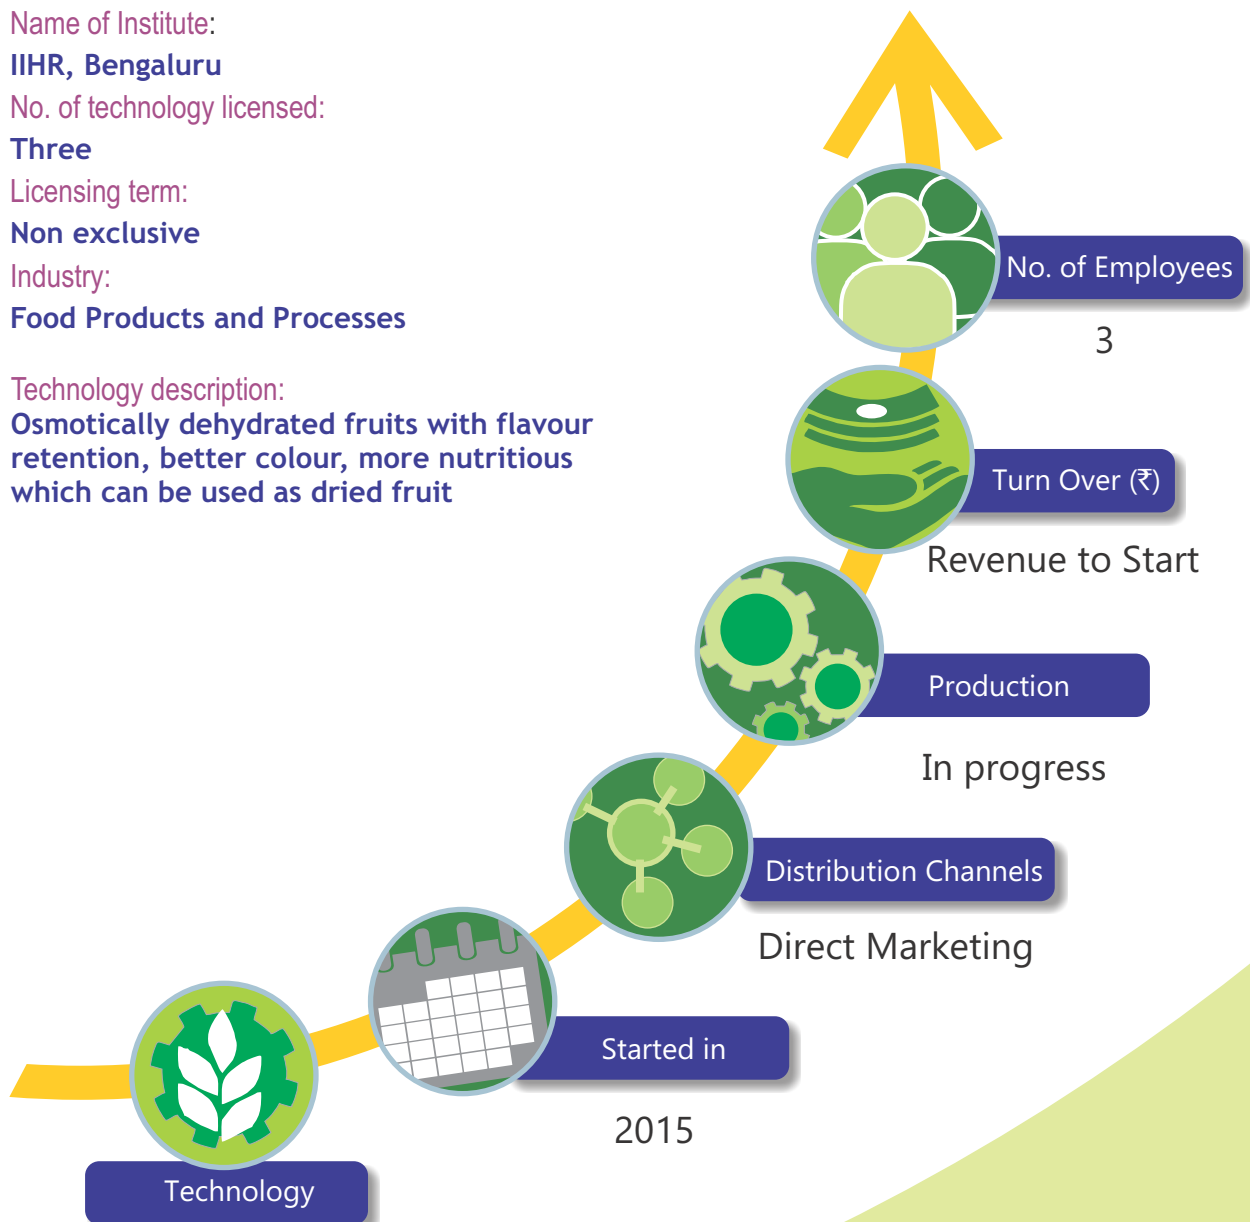 Name of Institute:
IIHR, Bengaluru
No. of technology licensed:
Three
Licensing term:
Non exclusive
Industry:
Food Products and Processes
Technology description:
Osmotically dehydrated fruits with flavour
retention, better colour, more nutritious
which can be used as dried fruit
No. of Employees
3
Turn Over (₹)
Revenue to Start
Production
In progress
Distribution Channels
Direct Marketing
Started in
2015
Technology